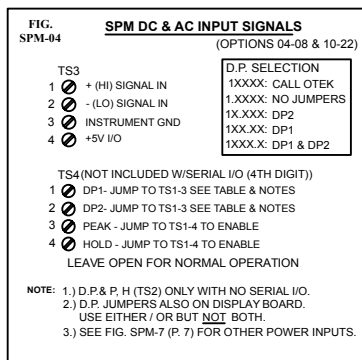 FIG.
SPM-04
SPM DC & AC INPUT SIGNALS
(OPTIONS 04-08 & 10-22)
TS3
1 + (HI) SIGNAL IN
2 - (LO) SIGNAL IN
3 INSTRUMENT GND
4 +5V I/O
D.P. SELECTION
1XXXX: CALL OTEK
1.XXXX: NO JUMPERS
1X.XXX: DP2
1XX.XX: DP1
1XXX.X: DP1 & DP2
TS4 (NOT INCLUDED W/SERIAL I/O (4TH DIGIT))
1 DP1- JUMP TO TS1-3 SEE TABLE & NOTES
2 DP2- JUMP TO TS1-3 SEE TABLE & NOTES
3 PEAK - JUMP TO TS1-4 TO ENABLE
4 HOLD - JUMP TO TS1-4 TO ENABLE
LEAVE OPEN FOR NORMAL OPERATION
NOTE: 1.) D.P.& P, H (TS2) ONLY WITH NO SERIAL I/O.
2.) D.P. JUMPERS ALSO ON DISPLAY BOARD.
USE EITHER / OR BUT NOT BOTH.
3.) SEE FIG. SPM-7 (P. 7) FOR OTHER POWER INPUTS.